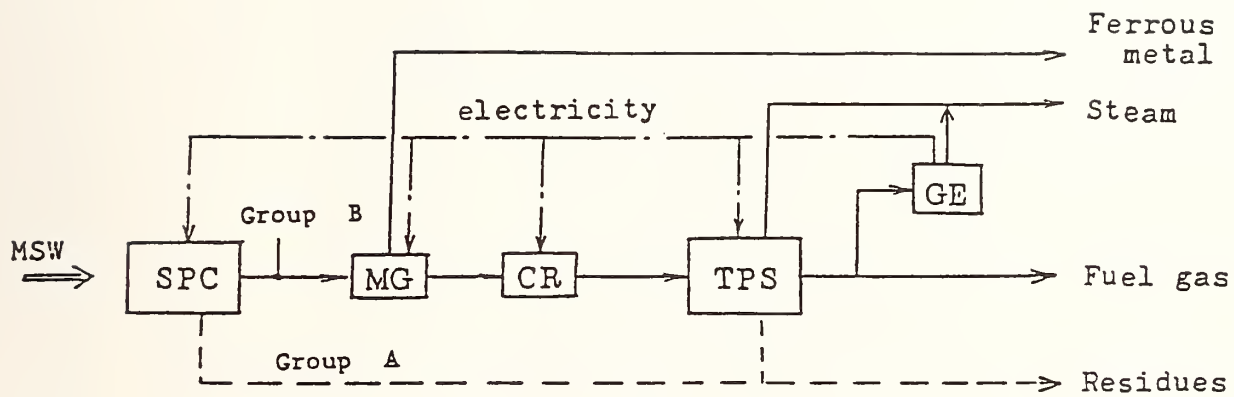 Ferrous
metal
electricity
Steam
GE
Group B
MSW
SPC
MG
CR
TPS
Fuel gas
Group A
Residues